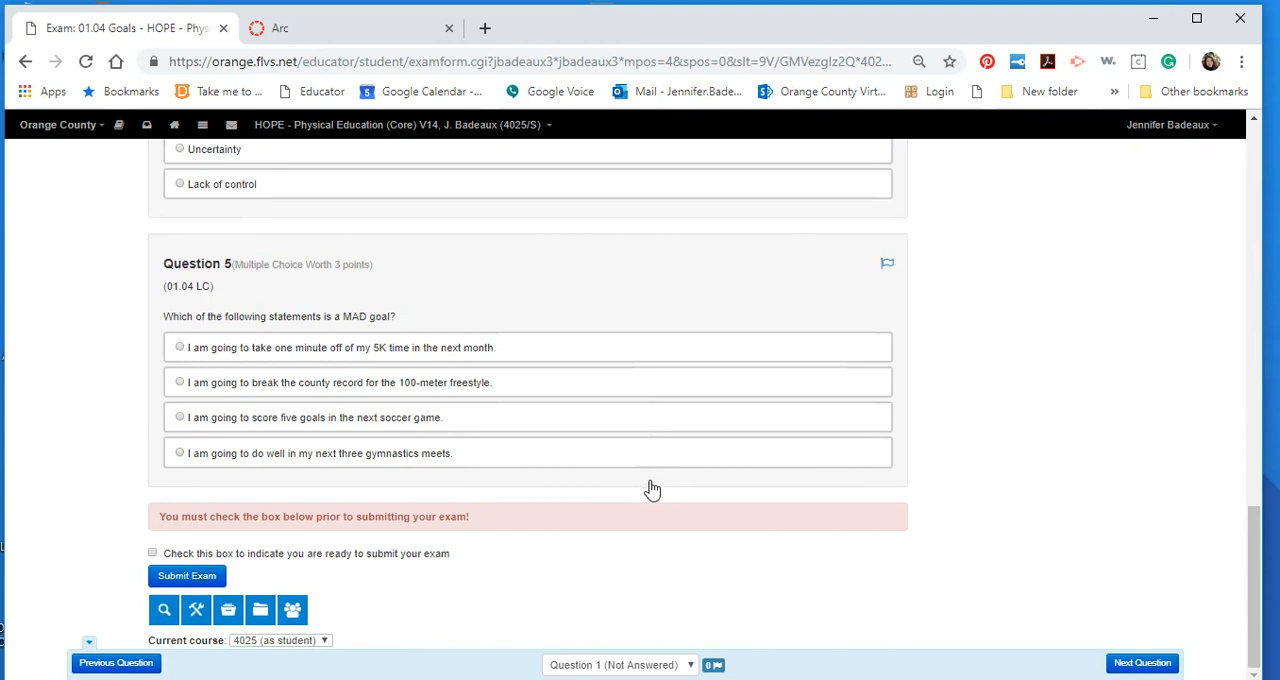 Exam: 01.04 Goals - HOPE - Phys
Arc
https://orange.flvs.net/educator/student/examform.cgi?jbadeaux3*jbadeaux3*mpos=4&spos=0&slt=9V/GMVezgIz2Q*402...
Apps
Bookmarks
Take me to ...
Educator
Google Calendar -...
Google Voice
Mail - Jennifer.Bade...
Orange County Virt...
Login
New folder
»
Other bookmarks
Orange County
HOPE - Physical Education (Core) V14, J. Badeaux (4025/S)
Jennifer Badeaux
Uncertainty
Lack of control
Question 5(Multiple Choice Worth 3 points)
(01.04 LC)
Which of the following statements is a MAD goal?
I am going to take one minute off of my 5K time in the next month.
I am going to break the county record for the 100-meter freestyle.
I am going to score five goals in the next soccer game.
I am going to do well in my next three gymnastics meets.
You must check the box below prior to submitting your exam!
Check this box to indicate you are ready to submit your exam
Submit Exam
Current course: 4025 (as student)
Previous Question
Question 1 (Not Answered)
0
Next Question